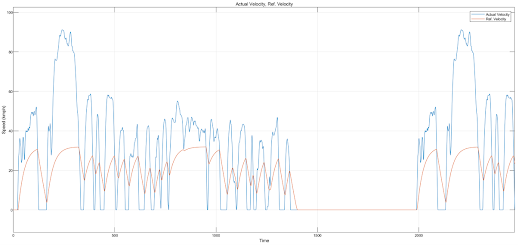 Actual Velocity, Ref. Velocity
Actual Velocity
Ref. Velocity
100
80
60
40
20
0
Speed (kmph)
0
500
1000
1500
2000
Time